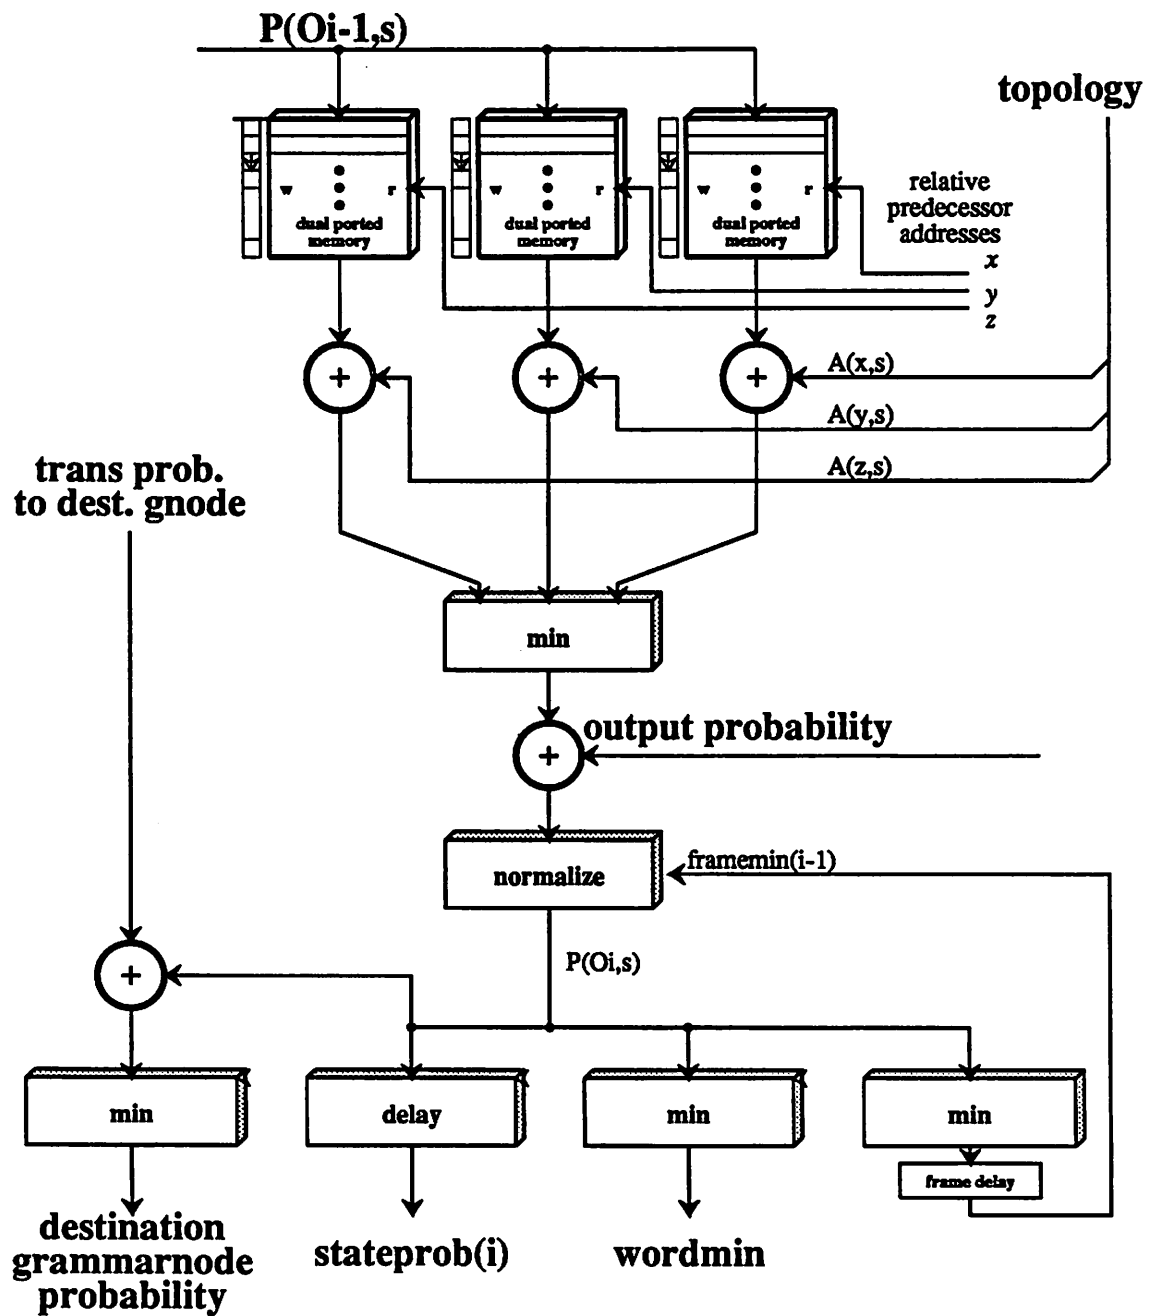 P(Oi-1,s)
topology
w r
dual ported
memory
w r
dual ported
memory
w r
dual ported
memory
relative
predecessor
addresses
x
y
z
+
+
+
A(x,s)
A(y,s)
A(z,s)
trans prob.
to dest. gnode
min
+
output probability
normalize
framemin(i-1)
P(Oi,s)
+
min
delay
min
min
frame delay
destination
grammarnode
probability
stateprob(i)
wordmin